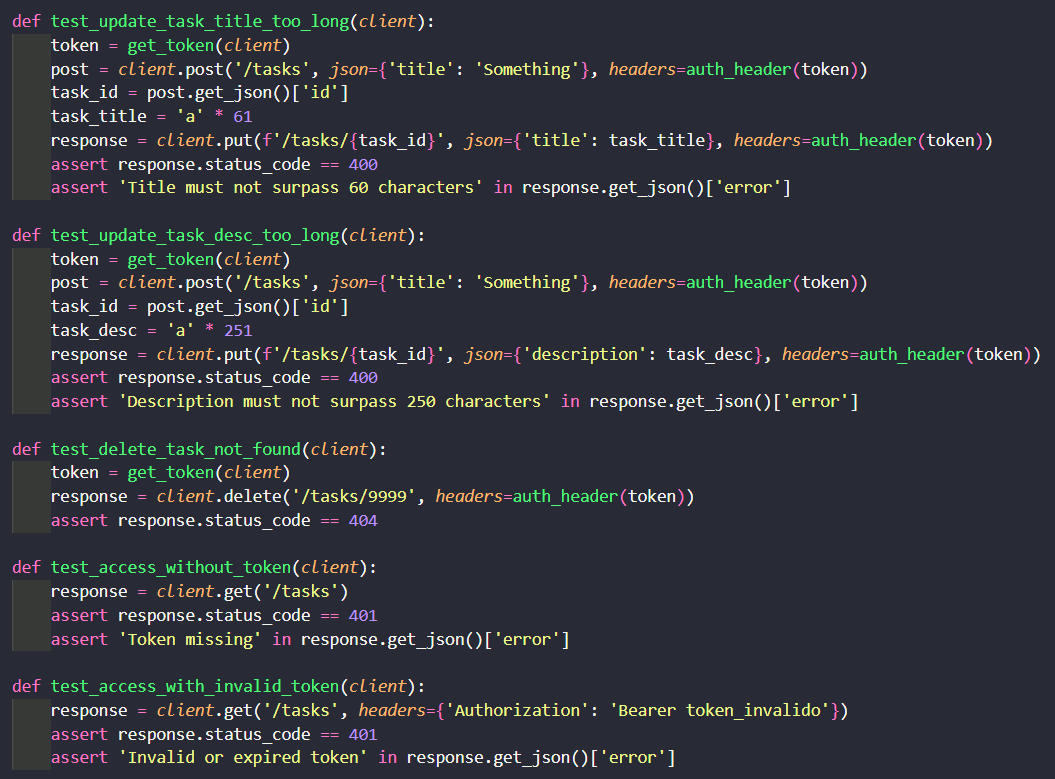 def test_update_task_title_too_long(client):
    token = get_token(client)
    post = client.post('/tasks', json={'title': 'Something'}, headers=auth_header(token))
    task_id = post.get_json()['id']
    task_title = 'a' * 61
    response = client.put(f'/tasks/{task_id}', json={'title': task_title}, headers=auth_header(token))
    assert response.status_code == 400
    assert 'Title must not surpass 60 characters' in response.get_json()['error']

def test_update_task_desc_too_long(client):
    token = get_token(client)
    post = client.post('/tasks', json={'title': 'Something'}, headers=auth_header(token))
    task_id = post.get_json()['id']
    task_desc = 'a' * 251
    response = client.put(f'/tasks/{task_id}', json={'description': task_desc}, headers=auth_header(token))
    assert response.status_code == 400
    assert 'Description must not surpass 250 characters' in response.get_json()['error']

def test_delete_task_not_found(client):
    token = get_token(client)
    response = client.delete('/tasks/9999', headers=auth_header(token))
    assert response.status_code == 404

def test_access_without_token(client):
    response = client.get('/tasks')
    assert response.status_code == 401
    assert 'Token missing' in response.get_json()['error']

def test_access_with_invalid_token(client):
    response = client.get('/tasks', headers={'Authorization': 'Bearer token_invalido'})
    assert response.status_code == 401
    assert 'Invalid or expired token' in response.get_json()['error']